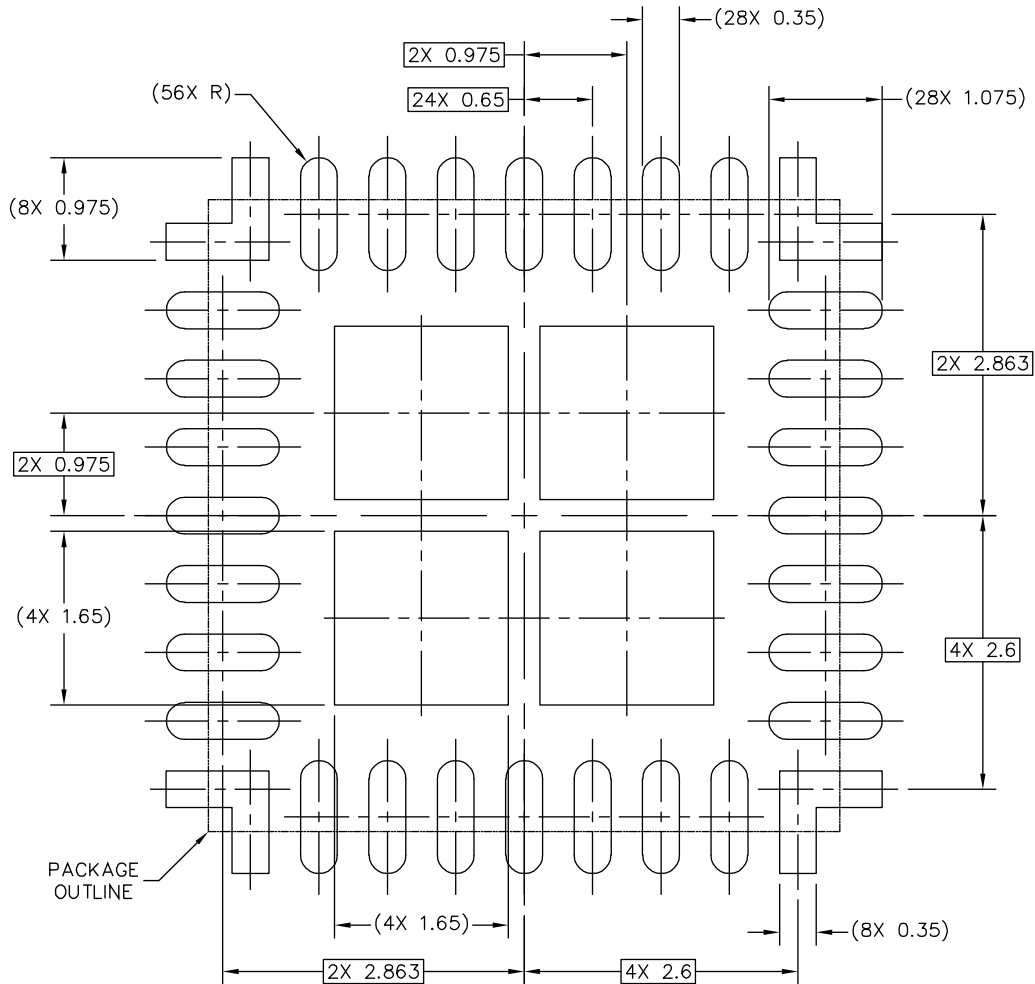 (28X 0.35)
2X 0.975
(56X R)
24X 0.65
(28X 1.075)
(8X 0.975)
2X 2.863
2X 0.975
(4X 1.65)
4X 2.6
PACKAGE
OUTLINE
(4X 1.65)
(8X 0.35)
2X 2.863
4X 2.6